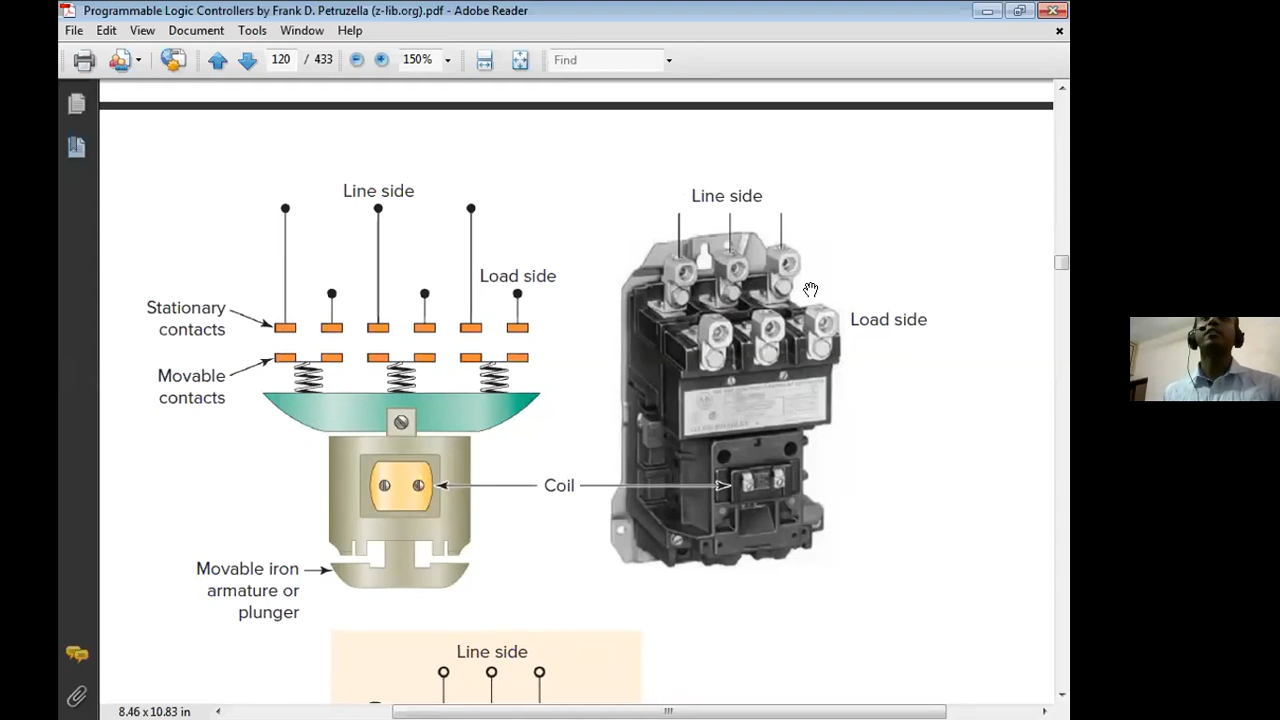 Programmable Logic Controllers by Frank D. Petruzella (z-lib.org).pdf - Adobe Reader
File Edit View Document Tools Window Help
120 / 433 150% Find
Line side
Line side
Load side
Stationary
contacts
Load side
Movable
contacts
Coil
Movable iron
armature or
plunger
Line side
8.46 x 10.83 in